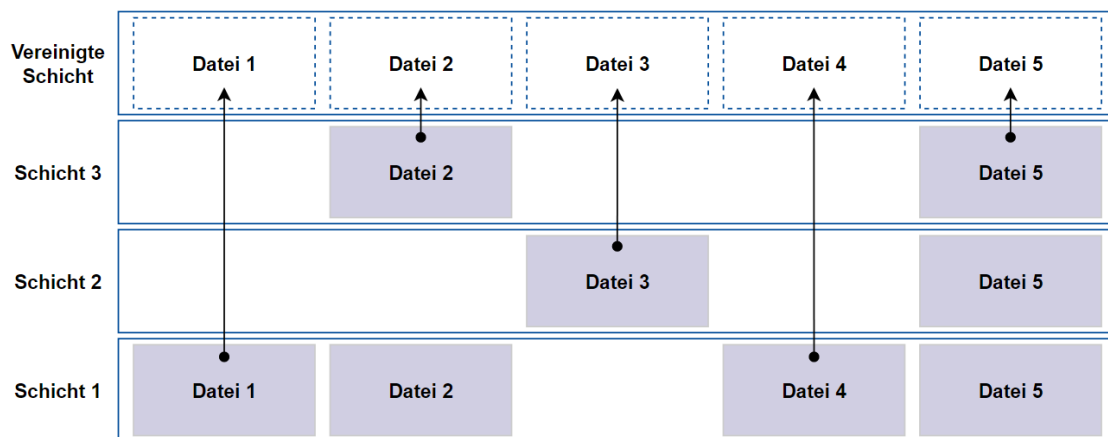 Vereinigte
Schicht
Datei 1
Datei 2
Datei 3
Datei 4
Datei 5
Schicht 3
Datei 2
Datei 5
Schicht 2
Datei 3
Datei 5
Schicht 1
Datei 1
Datei 2
Datei 4
Datei 5